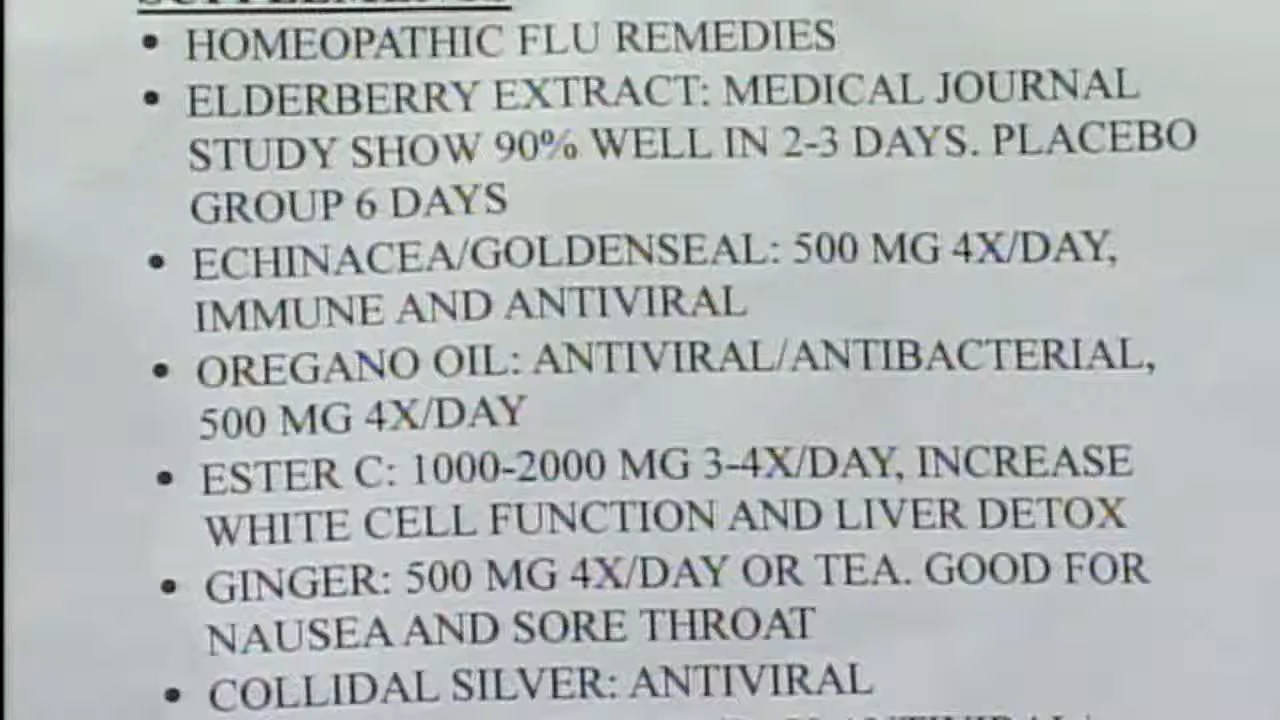 SUPPLEMENTS
• HOMEOPATHIC FLU REMEDIES
• ELDERBERRY EXTRACT: MEDICAL JOURNAL
STUDY SHOW 90% WELL IN 2-3 DAYS. PLACEBO
GROUP 6 DAYS
• ECHINACEA/GOLDENSEAL: 500 MG 4X/DAY,
IMMUNE AND ANTIVIRAL
• OREGANO OIL: ANTIVIRAL/ANTIBACTERIAL,
500 MG 4X/DAY
• ESTER C: 1000-2000 MG 3-4X/DAY, INCREASE
WHITE CELL FUNCTION AND LIVER DETOX
• GINGER: 500 MG 4X/DAY OR TEA. GOOD FOR
NAUSEA AND SORE THROAT
• COLLIDAL SILVER: ANTIVIRAL